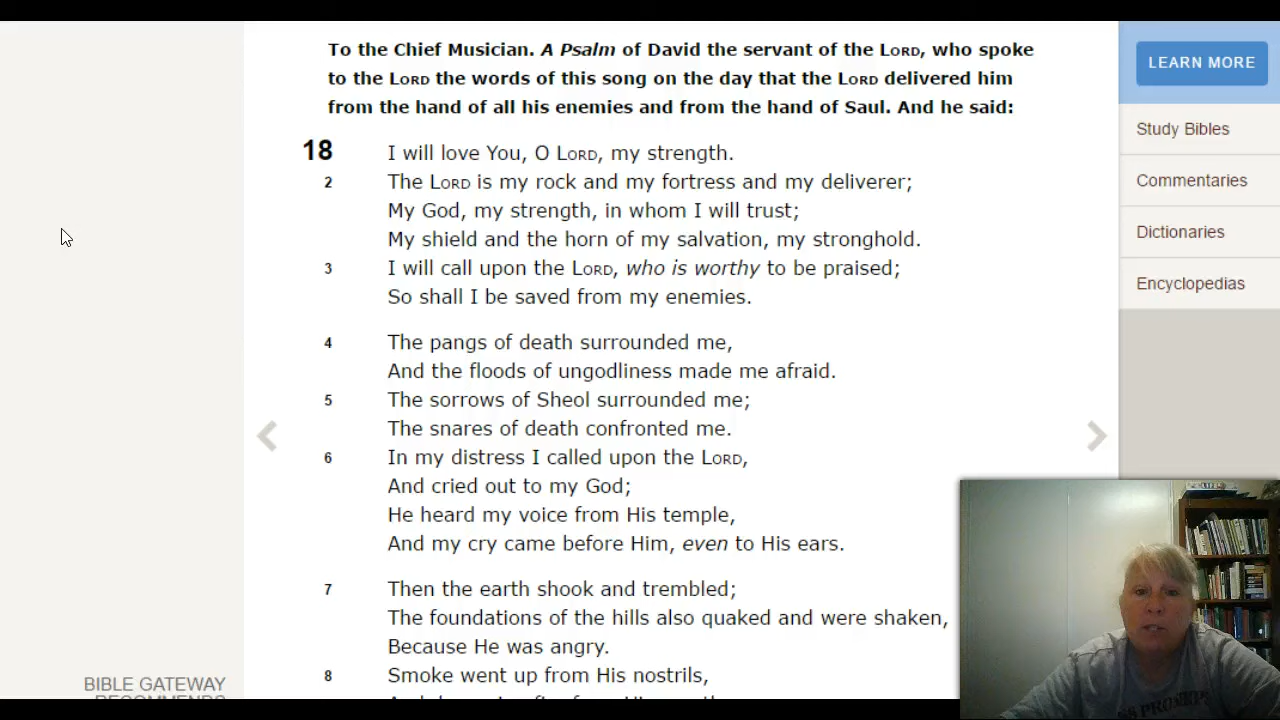 To the Chief Musician. A Psalm of David the servant of the LORD, who spoke
to the LORD the words of this song on the day that the LORD delivered him
from the hand of all his enemies and from the hand of Saul. And he said:
18 I will love You, O LORD, my strength.
2 The LORD is my rock and my fortress and my deliverer;
My God, my strength, in whom I will trust;
My shield and the horn of my salvation, my stronghold.
3 I will call upon the LORD, who is worthy to be praised;
So shall I be saved from my enemies.
4 The pangs of death surrounded me,
And the floods of ungodliness made me afraid.
5 The sorrows of Sheol surrounded me;
The snares of death confronted me.
6 In my distress I called upon the LORD,
And cried out to my God;
He heard my voice from His temple,
And my cry came before Him, even to His ears.
7 Then the earth shook and trembled;
The foundations of the hills also quaked and were shaken,
Because He was angry.
8 Smoke went up from His nostrils,
LEARN MORE
Study Bibles
Commentaries
Dictionaries
Encyclopedias
BIBLE GATEWAY
RECOMMENDS